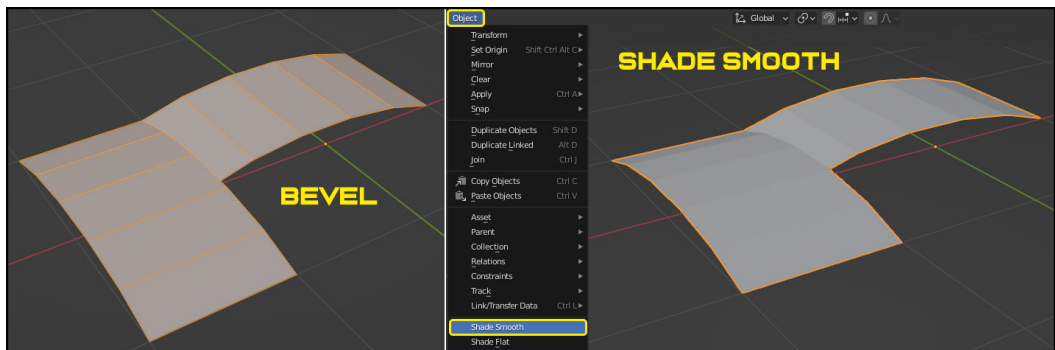 BEVEL
Object
Transform
Set Origin Shift Ctrl Alt C
Mirror
Clear
Apply Ctrl A
Snap
Duplicate Objects Shift D
Duplicate Linked Alt D
Join Ctrl J
Copy Objects Ctrl C
Paste Objects Ctrl V
Asset
Parent
Collection
Relations
Constraints
Track
Link/Transfer Data Ctrl L
Shade Smooth
Shade Flat
Global
SHADE SMOOTH